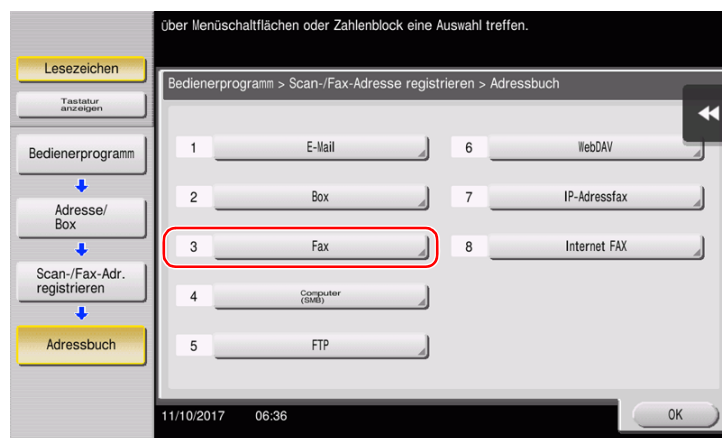 über Menüschaltflächen oder Zahlenblock eine Auswahl treffen.
Lesezeichen
Tastatur
anzeigen
Bedienerprogramm
Adresse/
Box
Scan-/Fax-Adr.
registrieren
Adressbuch
Bedienerprogramm > Scan-/Fax-Adresse registrieren > Adressbuch
1 E-Mail
6 WebDAV
2 Box
7 IP-Adressfax
3 Fax
8 Internet FAX
4 Computer
(SMB)
5 FTP
11/10/2017 06:36
OK